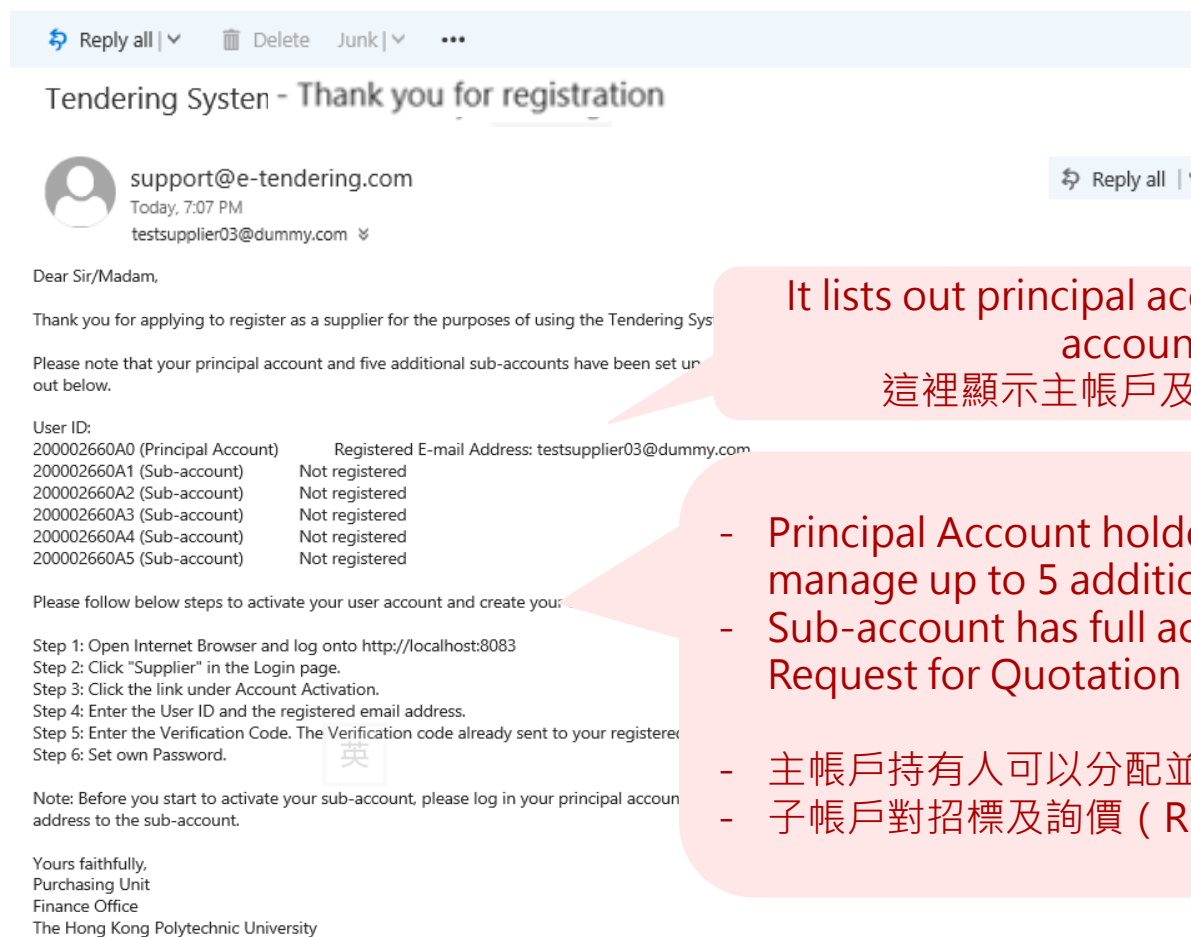 Reply all
Delete
Junk
Tendering System - Thank you for registration
support@e-tendering.com
Reply all
Today, 7:07 PM
testsupplier03@dummy.com
Dear Sir/Madam,
Thank you for applying to register as a supplier for the purposes of using the Tendering Sys
Please note that your principal account and five additional sub-accounts have been set up
out below.
User ID:
200002660A0 (Principal Account) Registered E-mail Address: testsupplier03@dummy.com
200002660A1 (Sub-account) Not registered
200002660A2 (Sub-account) Not registered
200002660A3 (Sub-account) Not registered
200002660A4 (Sub-account) Not registered
200002660A5 (Sub-account) Not registered
Please follow below steps to activate your user account and create your
Step 1: Open Internet Browser and log onto http://localhost:8083
Step 2: Click "Supplier" in the Login page.
Step 3: Click the link under Account Activation.
Step 4: Enter the User ID and the registered email address.
Step 5: Enter the Verification Code. The Verification code already sent to your registered
Step 6: Set own Password.
英
Note: Before you start to activate your sub-account, please log in your principal accoun
address to the sub-account.
Yours faithfully,
Purchasing Unit
Finance Office
The Hong Kong Polytechnic University
It lists out principal acc
accoun
這裡顯示主帳戶及
- Principal Account holde
manage up to 5 additio
- Sub-account has full ac
Request for Quotation
- 主帳戶持有人可以分配並
- 子帳戶對招標及詢價（R